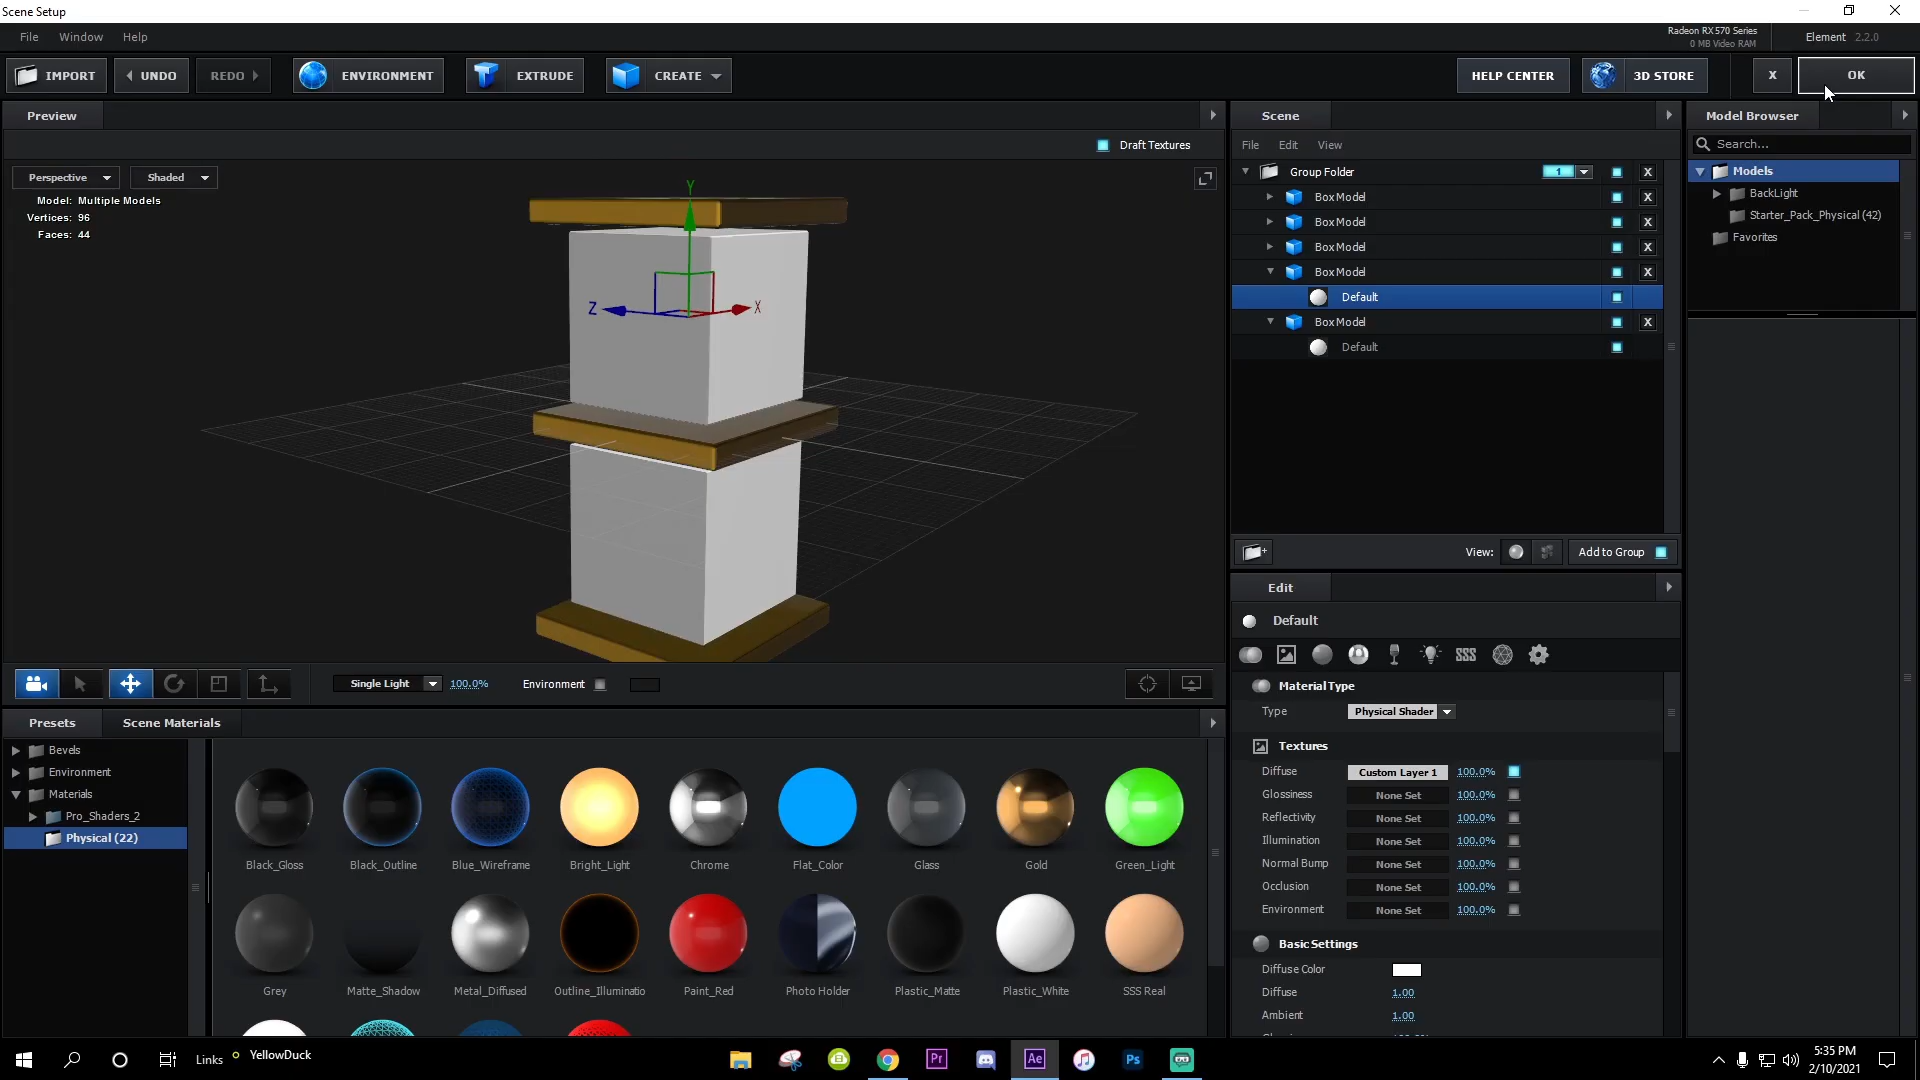 Scene Setup
File Window Help
Radeon RX 570 Series
0 MB Video RAM
Element 2.2.0
IMPORT UNDO REDO ENVIRONMENT EXTRUDE CREATE HELP CENTER 3D STORE X OK
Preview
Draft Textures
Perspective Shaded
Model: Multiple Models
Vertices: 96
Faces: 44
Y
Z X
Single Light 100.0% Environment
Scene
File Edit View
Group Folder 1 X
Box Model X
Box Model X
Box Model X
Box Model X
Default
Box Model X
Default
View: Add to Group
Model Browser
Search...
Models
BackLight
Starter_Pack_Physical (42)
Favorites
Edit
Default
SSS
Material Type
Type Physical Shader
Textures
Diffuse Custom Layer 1 100.0%
Glossiness None Set 100.0%
Reflectivity None Set 100.0%
Illumination None Set 100.0%
Normal Bump None Set 100.0%
Occlusion None Set 100.0%
Environment None Set 100.0%
Basic Settings
Diffuse Color
Diffuse 1.00
Ambient 1.00
Presets Scene Materials
Bevels
Environment
Materials
Pro_Shaders_2
Physical (22)
Black_Gloss Black_Outline Blue_Wireframe Bright_Light Chrome Flat_Color Glass Gold Green_Light
Grey Matte_Shadow Metal_Diffused Outline_Illuminatio Paint_Red Photo Holder Plastic_Matte Plastic_White SSS Real
Links YellowDuck
Pr Ae Ps
5:35 PM
2/10/2021